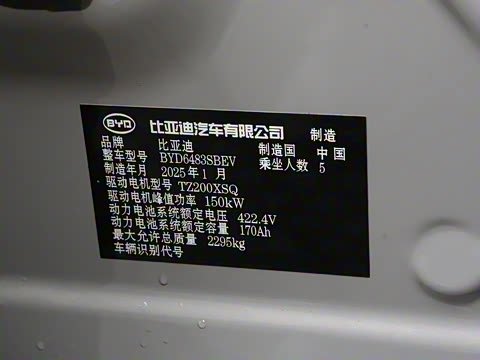 BYD 比亚迪汽车有限公司 制造
品牌 比亚迪 制造国 中国
整车型号 BYD6483SBEV 乘坐人数 5
制造年月 2025年1月
驱动电机型号 TZ200XSQ
驱动电机峰值功率 150kW
动力电池系统额定电压 422.4V
动力电池系统额定容量 170Ah
最大允许总质量 2295kg
车辆识别代号